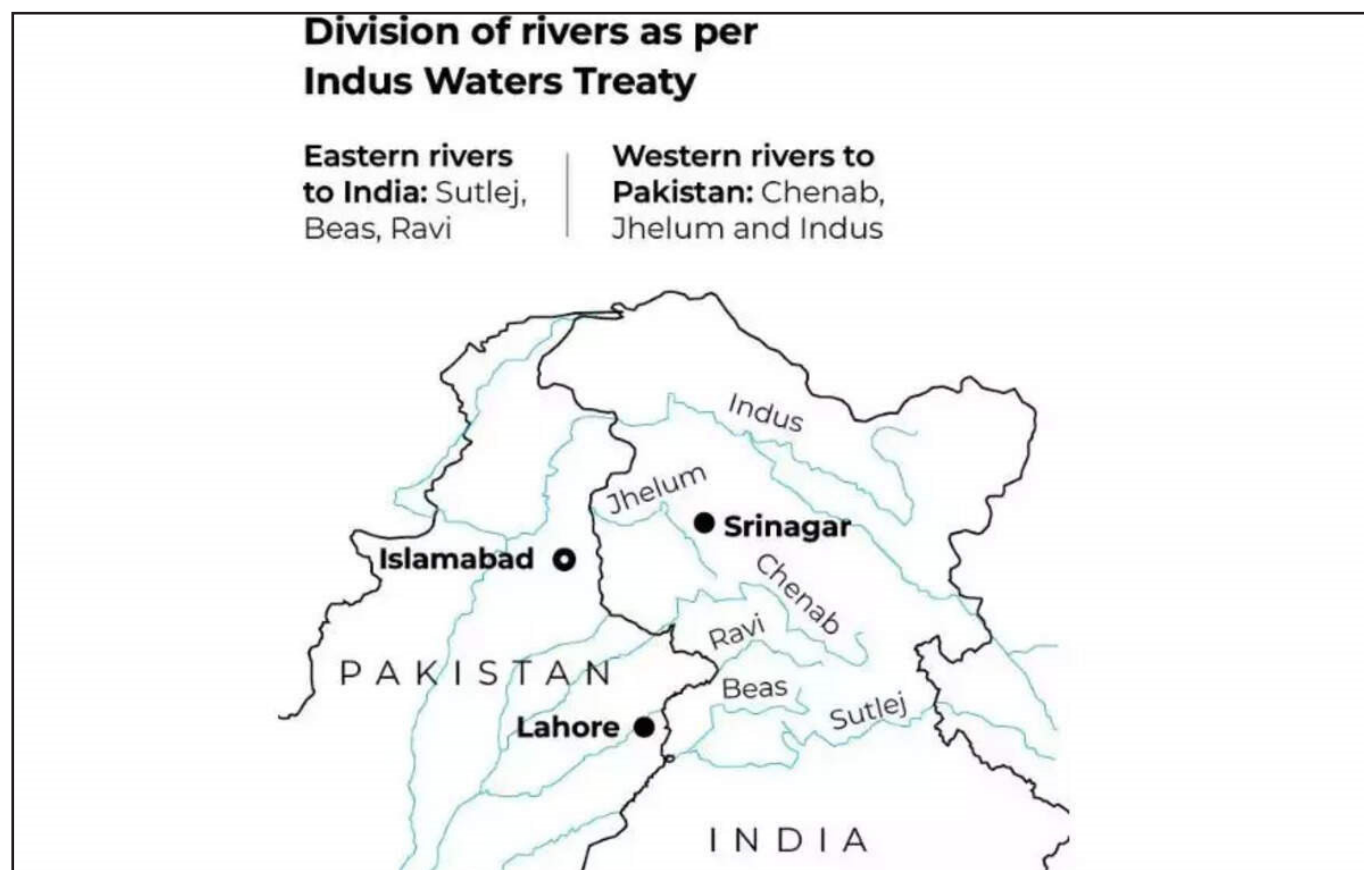 Division of rivers as per
Indus Waters Treaty
Eastern rivers
to India: Sutlej,
Beas, Ravi
Western rivers to
Pakistan: Chenab,
Jhelum and Indus
Indus
Jhelum
Srinagar
Islamabad
Chenab
Ravi
PAKISTAN
Beas
Sutlej
Lahore
INDIA